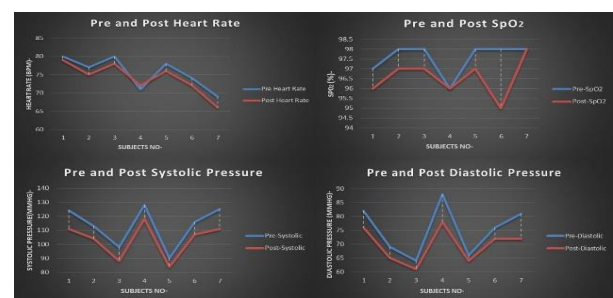 Pre and Post Heart Rate
HEART RATE (BPM)-
85
80
75
70
65
60
1 2 3 4 5 6 7
SUBJECTS NO-
Pre Heart Rate
Post Heart Rate
Pre and Post SpO2
SPO2 (%)-
98.5
98
97.5
97
96.5
96
95.5
95
94.5
94
1 2 3 4 5 6 7
SUBJECTS NO-
Pre-SpO2
Post-SpO2
Pre and Post Systolic Pressure
SYSTOLIC PRESSURE(MMHG)-
140
130
120
110
100
90
80
1 2 3 4 5 6 7
SUBJECTS NO-
Pre-Systolic
Post-Systolic
Pre and Post Diastolic Pressure
DIASTOLIC PRESSURE (MMHG)-
90
85
80
75
70
65
60
1 2 3 4 5 6 7
SUBJECTS NO-
Pre-Diastolic
Post-Diastolic